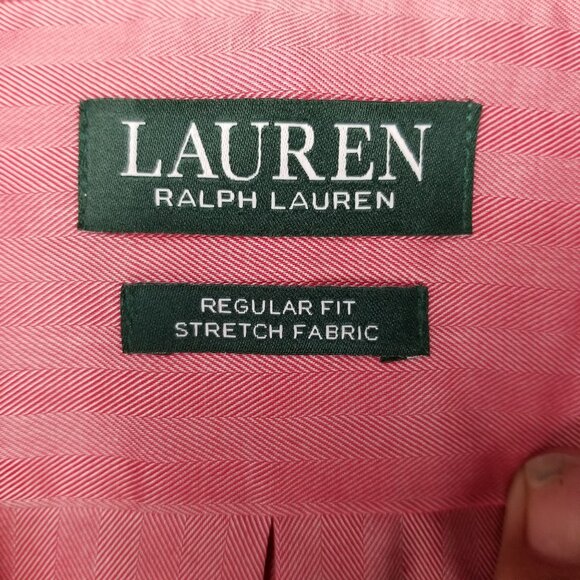 LAUREN
RALPH LAUREN
REGULAR FIT
STRETCH FABRIC